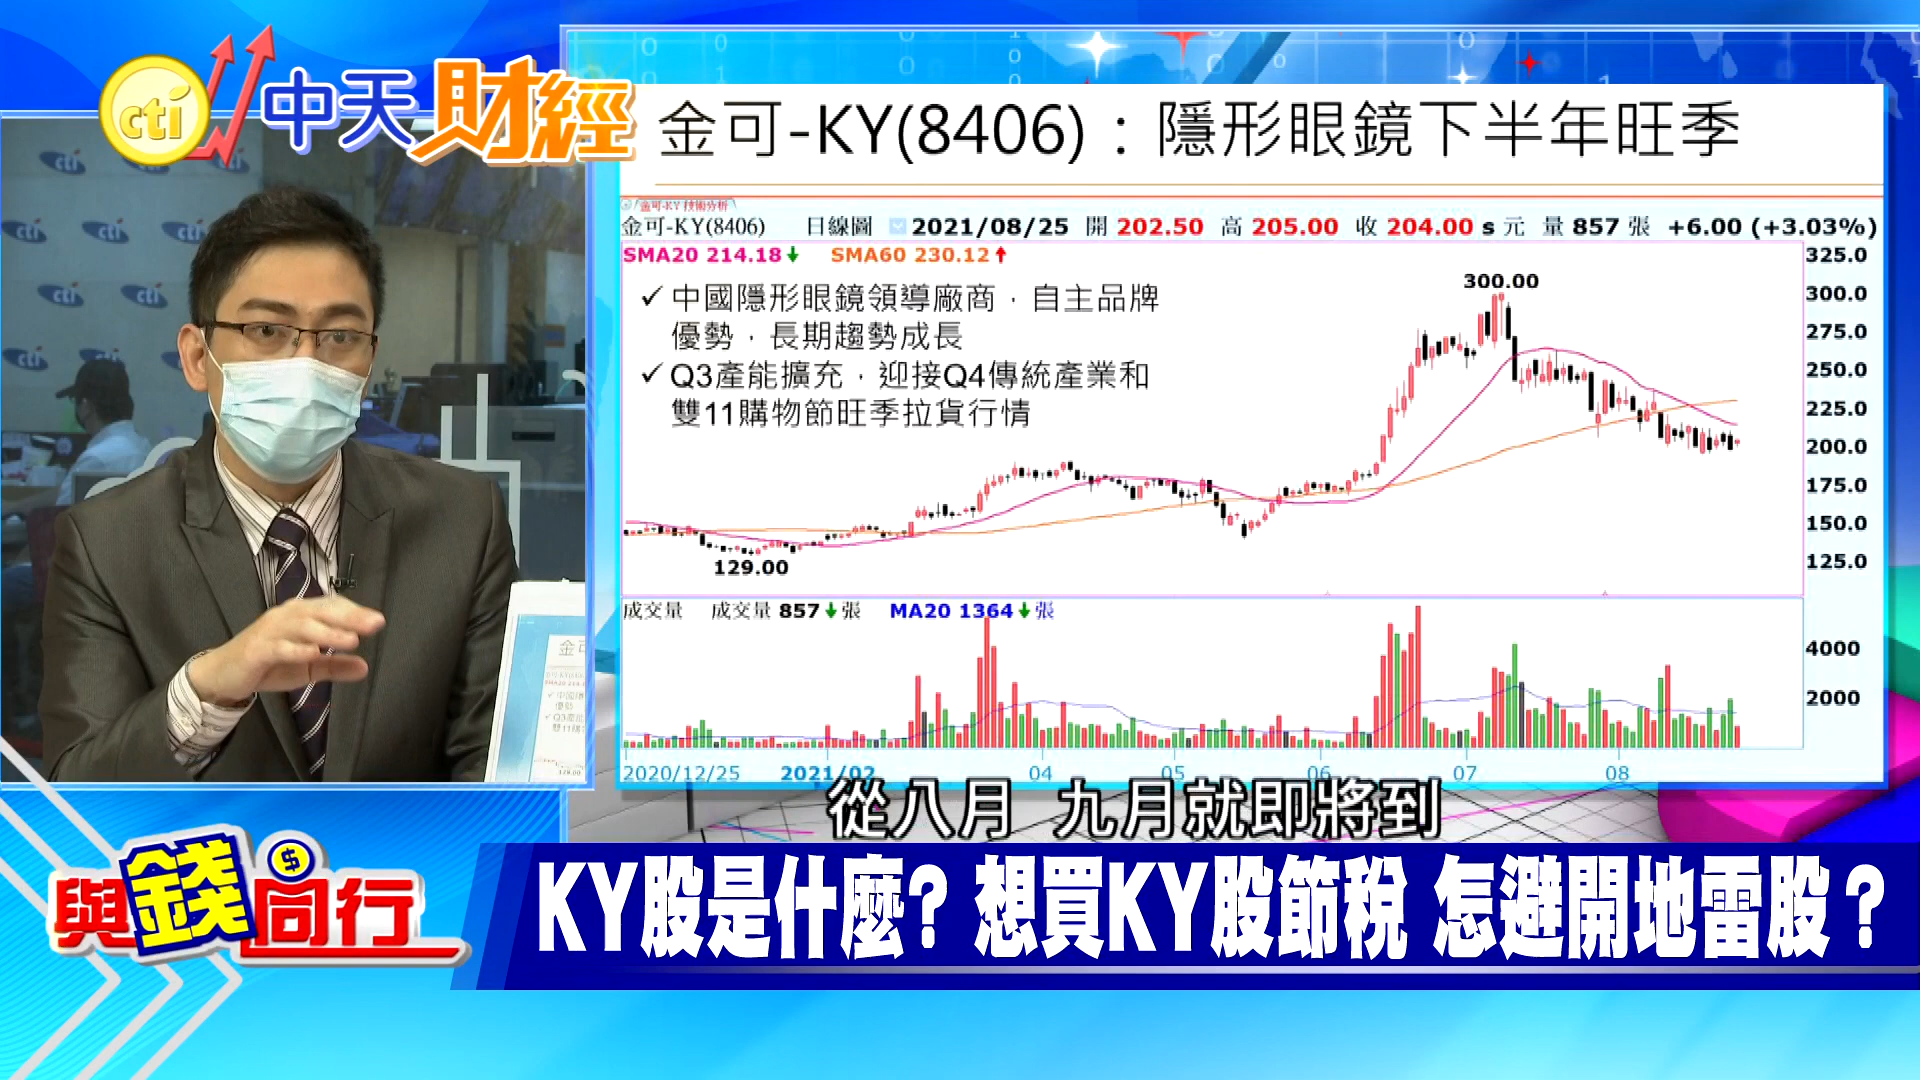 cti 中天財經
金可-KY(8406)：隱形眼鏡下半年旺季
金可-KY 技術分析
金可-KY(8406) 日線圖 2021/08/25 開 202.50 高 205.00 收 204.00 s 元 量 857 張 +6.00 (+3.03%)
SMA20 214.18↓ SMA60 230.12↑
✓ 中國隱形眼鏡領導廠商，自主品牌
優勢，長期趨勢成長
✓ Q3產能擴充，迎接Q4傳統產業和
雙11購物節旺季拉貨行情
300.00
129.00
325.0
300.0
275.0
250.0
225.0
200.0
175.0
150.0
125.0
成交量 成交量 857↓張 MA20 1364↓張
4000
2000
2020/12/25 2021/02 04 05 06 07 08
從八月 九月就即將到
與錢同行
KY股是什麼? 想買KY股節稅 怎避開地雷股？